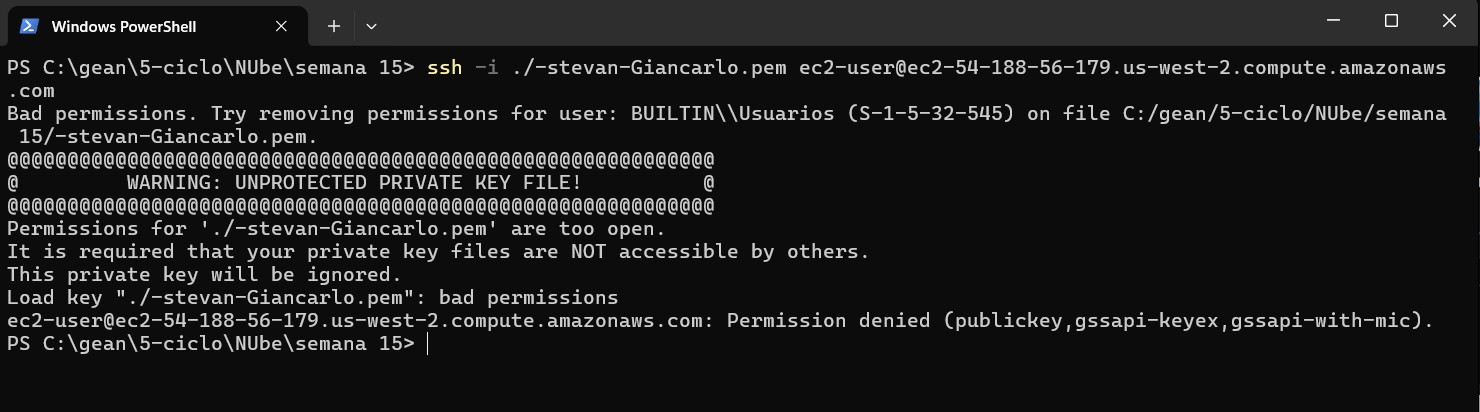 Windows PowerShell
PS C:\gean\5-ciclo\NUbe\semana 15> ssh -i ./-stevan-Giancarlo.pem ec2-user@ec2-54-188-56-179.us-west-2.compute.amazonaws
.com
Bad permissions. Try removing permissions for user: BUILTIN\\Usuarios (S-1-5-32-545) on file C:/gean/5-ciclo/NUbe/semana
 15/-stevan-Giancarlo.pem.
@@@@@@@@@@@@@@@@@@@@@@@@@@@@@@@@@@@@@@@@@@@@@@@@@@@@@@@@@@@
@         WARNING: UNPROTECTED PRIVATE KEY FILE!          @
@@@@@@@@@@@@@@@@@@@@@@@@@@@@@@@@@@@@@@@@@@@@@@@@@@@@@@@@@@@
Permissions for './-stevan-Giancarlo.pem' are too open.
It is required that your private key files are NOT accessible by others.
This private key will be ignored.
Load key "./-stevan-Giancarlo.pem": bad permissions
ec2-user@ec2-54-188-56-179.us-west-2.compute.amazonaws.com: Permission denied (publickey,gssapi-keyex,gssapi-with-mic).
PS C:\gean\5-ciclo\NUbe\semana 15>